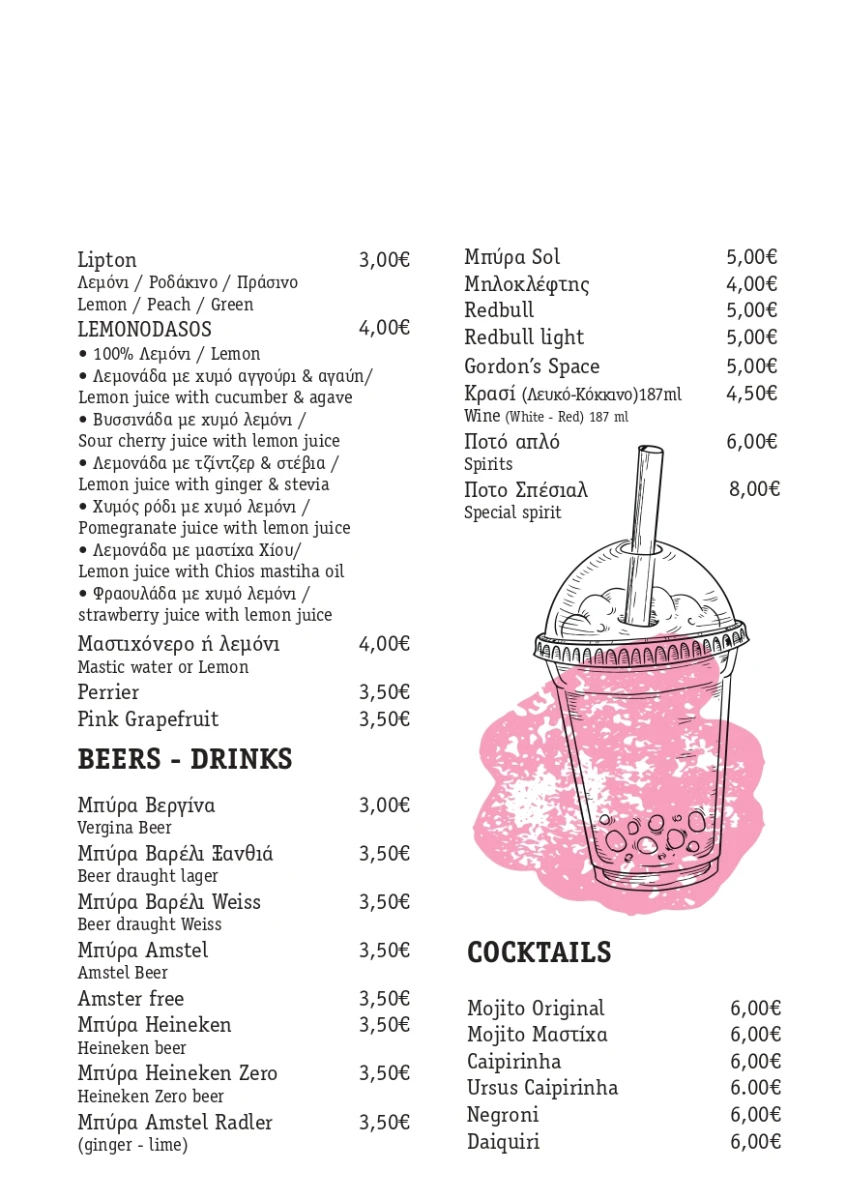 Lipton 3,00€
Λεμόνι / Ροδάκινο / Πράσινο
Lemon / Peach / Green
LEMONODASOS 4,00€
• 100% Λεμόνι / Lemon
• Λεμονάδα με χυμό αγγούρι & αγαύη/
Lemon juice with cucumber & agave
• Βυσσινάδα με χυμό λεμόνι /
Sour cherry juice with lemon juice
• Λεμονάδα με τζίντζερ & στέβια /
Lemon juice with ginger & stevia
• Χυμός ρόδι με χυμό λεμόνι /
Pomegranate juice with lemon juice
• Λεμονάδα με μαστίχα Χίου/
Lemon juice with Chios mastiha oil
• Φραουλάδα με χυμό λεμόνι /
strawberry juice with lemon juice
Μαστιχόνερο ή λεμόνι 4,00€
Mastic water or Lemon
Perrier 3,50€
Pink Grapefruit 3,50€
BEERS - DRINKS
Μπύρα Βεργίνα 3,00€
Vergina Beer
Μπύρα Βαρέλι Ξανθιά 3,50€
Beer draught lager
Μπύρα Βαρέλι Weiss 3,50€
Beer draught Weiss
Μπύρα Amstel 3,50€
Amstel Beer
Amster free 3,50€
Μπύρα Heineken 3,50€
Heineken beer
Μπύρα Heineken Zero 3,50€
Heineken Zero beer
Μπύρα Amstel Radler 3,50€
(ginger - lime)
Μπύρα Sol 5,00€
Μηλοκλέφτης 4,00€
Redbull 5,00€
Redbull light 5,00€
Gordon’s Space 5,00€
Κρασί (Λευκό-Κόκκινο)187ml 4,50€
Wine (White - Red) 187 ml
Ποτό απλό 6,00€
Spirits
Ποτο Σπέσιαλ 8,00€
Special spirit
COCKTAILS
Mojito Original 6,00€
Mojito Μαστίχα 6,00€
Caipirinha 6,00€
Ursus Caipirinha 6.00€
Negroni 6,00€
Daiquiri 6,00€